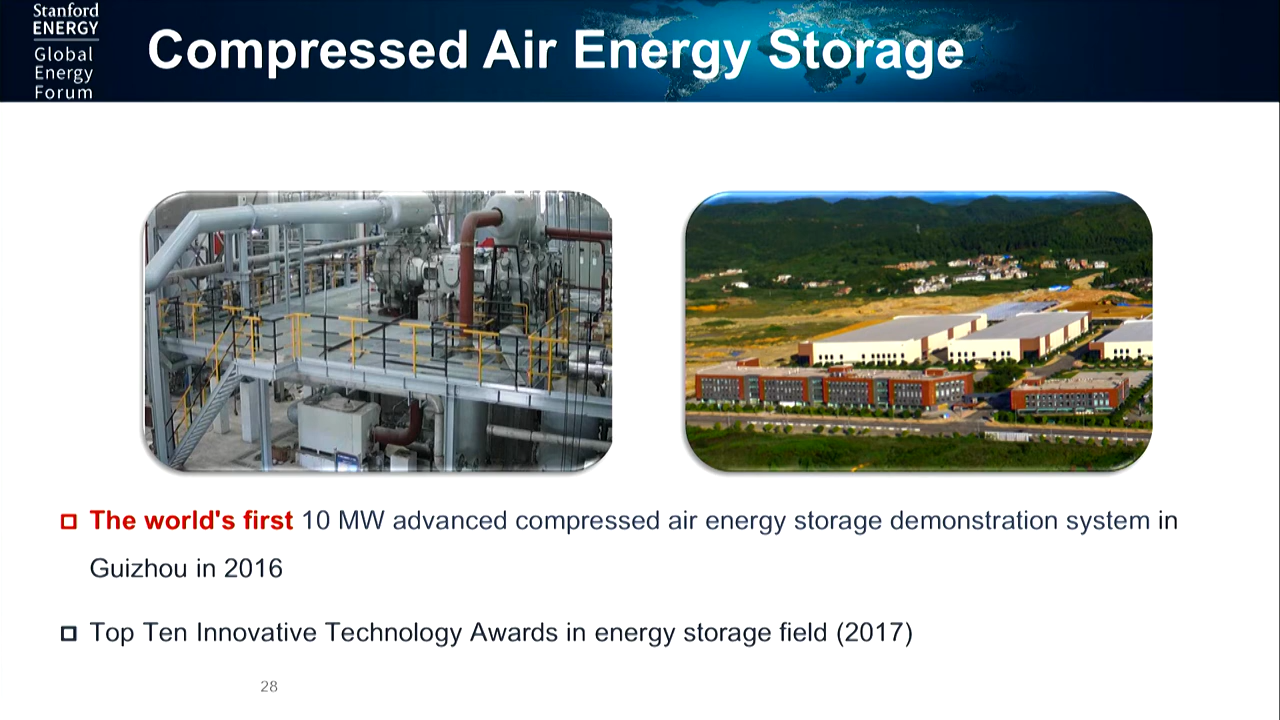 Stanford
ENERGY
Global
Energy
Forum
Compressed Air Energy Storage
The world's first 10 MW advanced compressed air energy storage demonstration system in
Guizhou in 2016
Top Ten Innovative Technology Awards in energy storage field (2017)
28